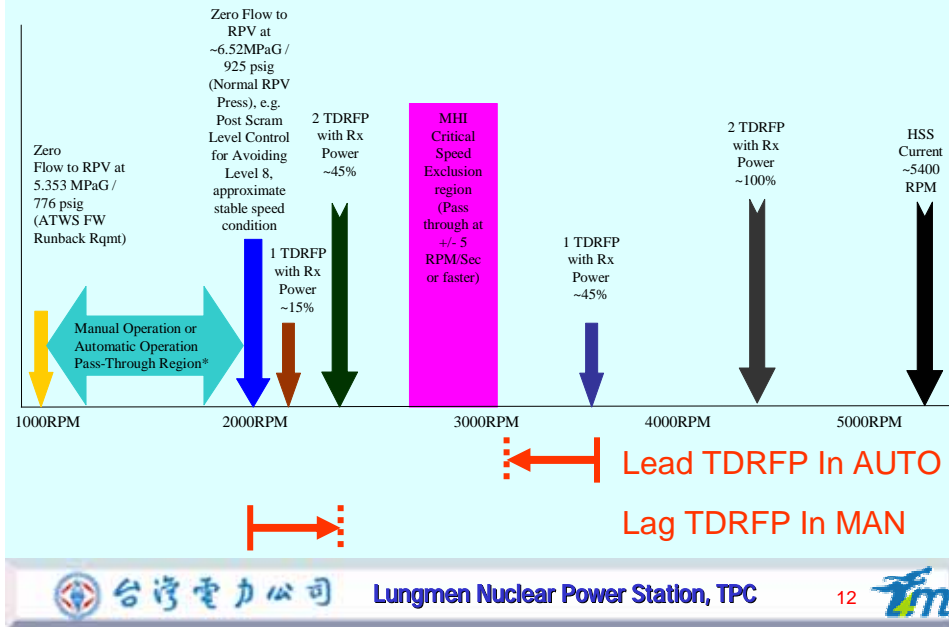 Zero
Flow to RPV at
5.353 MPaG /
776 psig
(ATWS FW
Runback Rqmt)
Zero Flow to
RPV at
~6.52MPaG /
925 psig
(Normal RPV
Press), e.g.
Post Scram
Level Control
for Avoiding
Level 8,
approximate
stable speed
condition
1 TDRFP
with Rx
Power
~15%
2 TDRFP
with Rx
Power
~45%
MHI
Critical
Speed
Exclusion
region
(Pass
through at
+/- 5
RPM/Sec
or faster)
1 TDRFP
with Rx
Power
~45%
2 TDRFP
with Rx
Power
~100%
HSS
Current
~5400
RPM
Manual Operation or
Automatic Operation
Pass-Through Region*
1000RPM 2000RPM 3000RPM 4000RPM 5000RPM
Lead TDRFP In AUTO
Lag TDRFP In MAN
台湾電力公司 Lungmen Nuclear Power Station, TPC 12